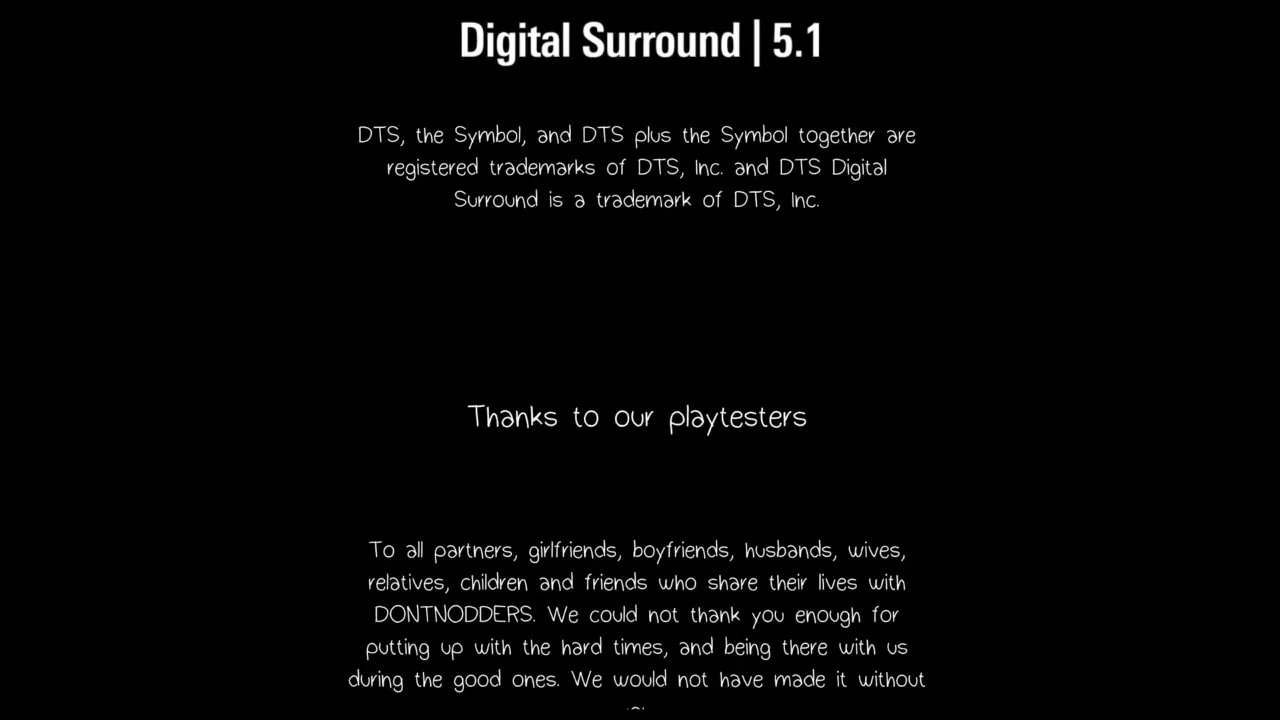 Digital Surround | 5.1
DTS, the Symbol, and DTS plus the Symbol together are
registered trademarks of DTS, Inc. and DTS Digital
Surround is a trademark of DTS, Inc.
Thanks to our playtesters
To all partners, girlfriends, boyfriends, husbands, wives,
relatives, children and friends who share their lives with
DONTNODDERS. We could not thank you enough for
putting up with the hard times, and being there with us
during the good ones. We would not have made it without